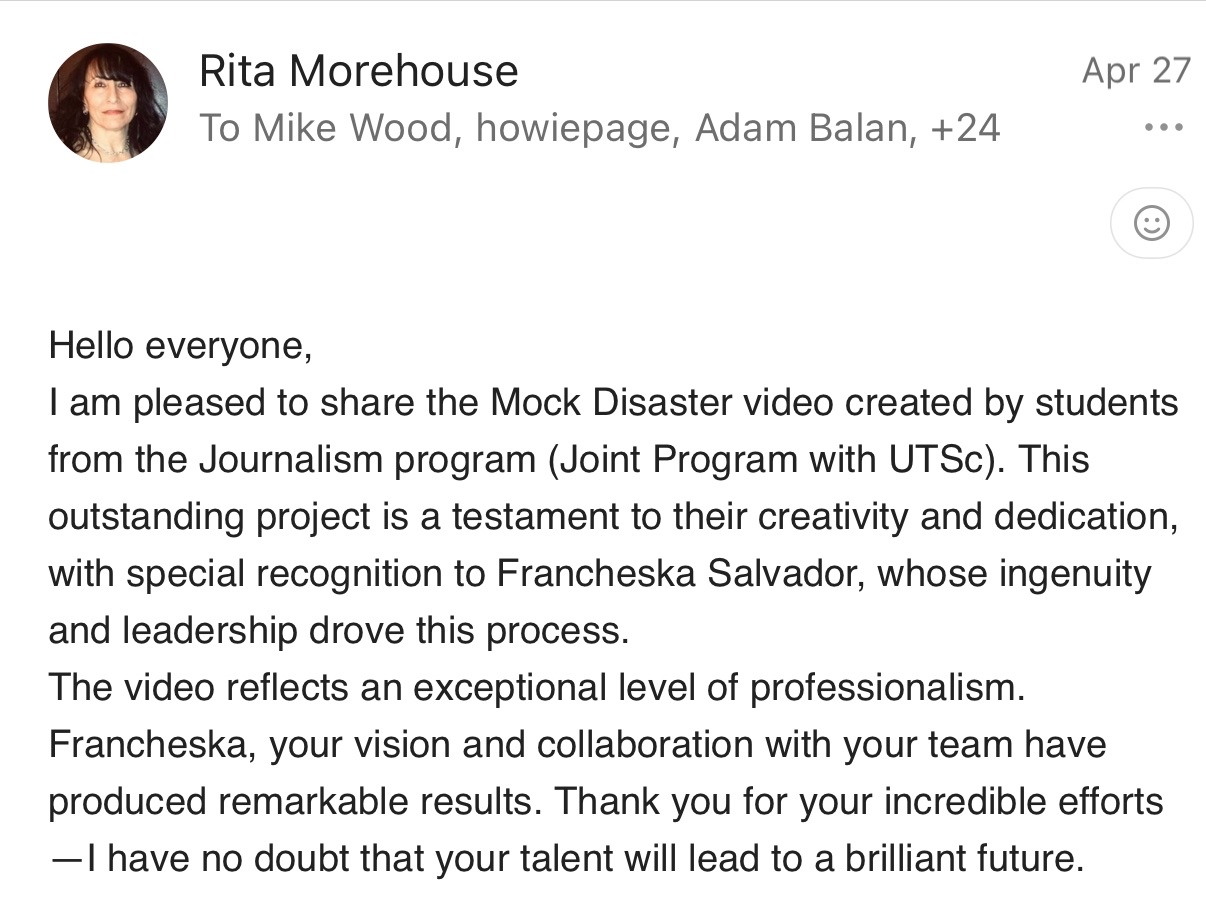 Rita Morehouse
Apr 27
To Mike Wood, howiepage, Adam Balan, +24
Hello everyone,
I am pleased to share the Mock Disaster video created by students
from the Journalism program (Joint Program with UTSc). This
outstanding project is a testament to their creativity and dedication,
with special recognition to Francheska Salvador, whose ingenuity
and leadership drove this process.
The video reflects an exceptional level of professionalism.
Francheska, your vision and collaboration with your team have
produced remarkable results. Thank you for your incredible efforts
—I have no doubt that your talent will lead to a brilliant future.